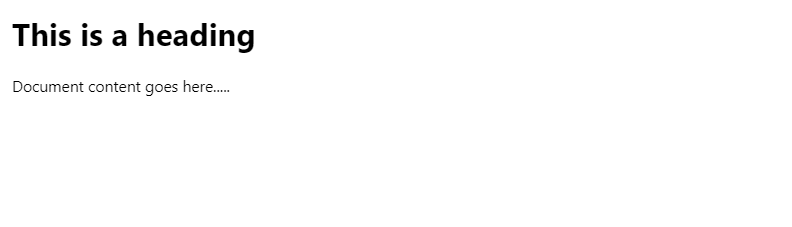 This is a heading
Document content goes here.....